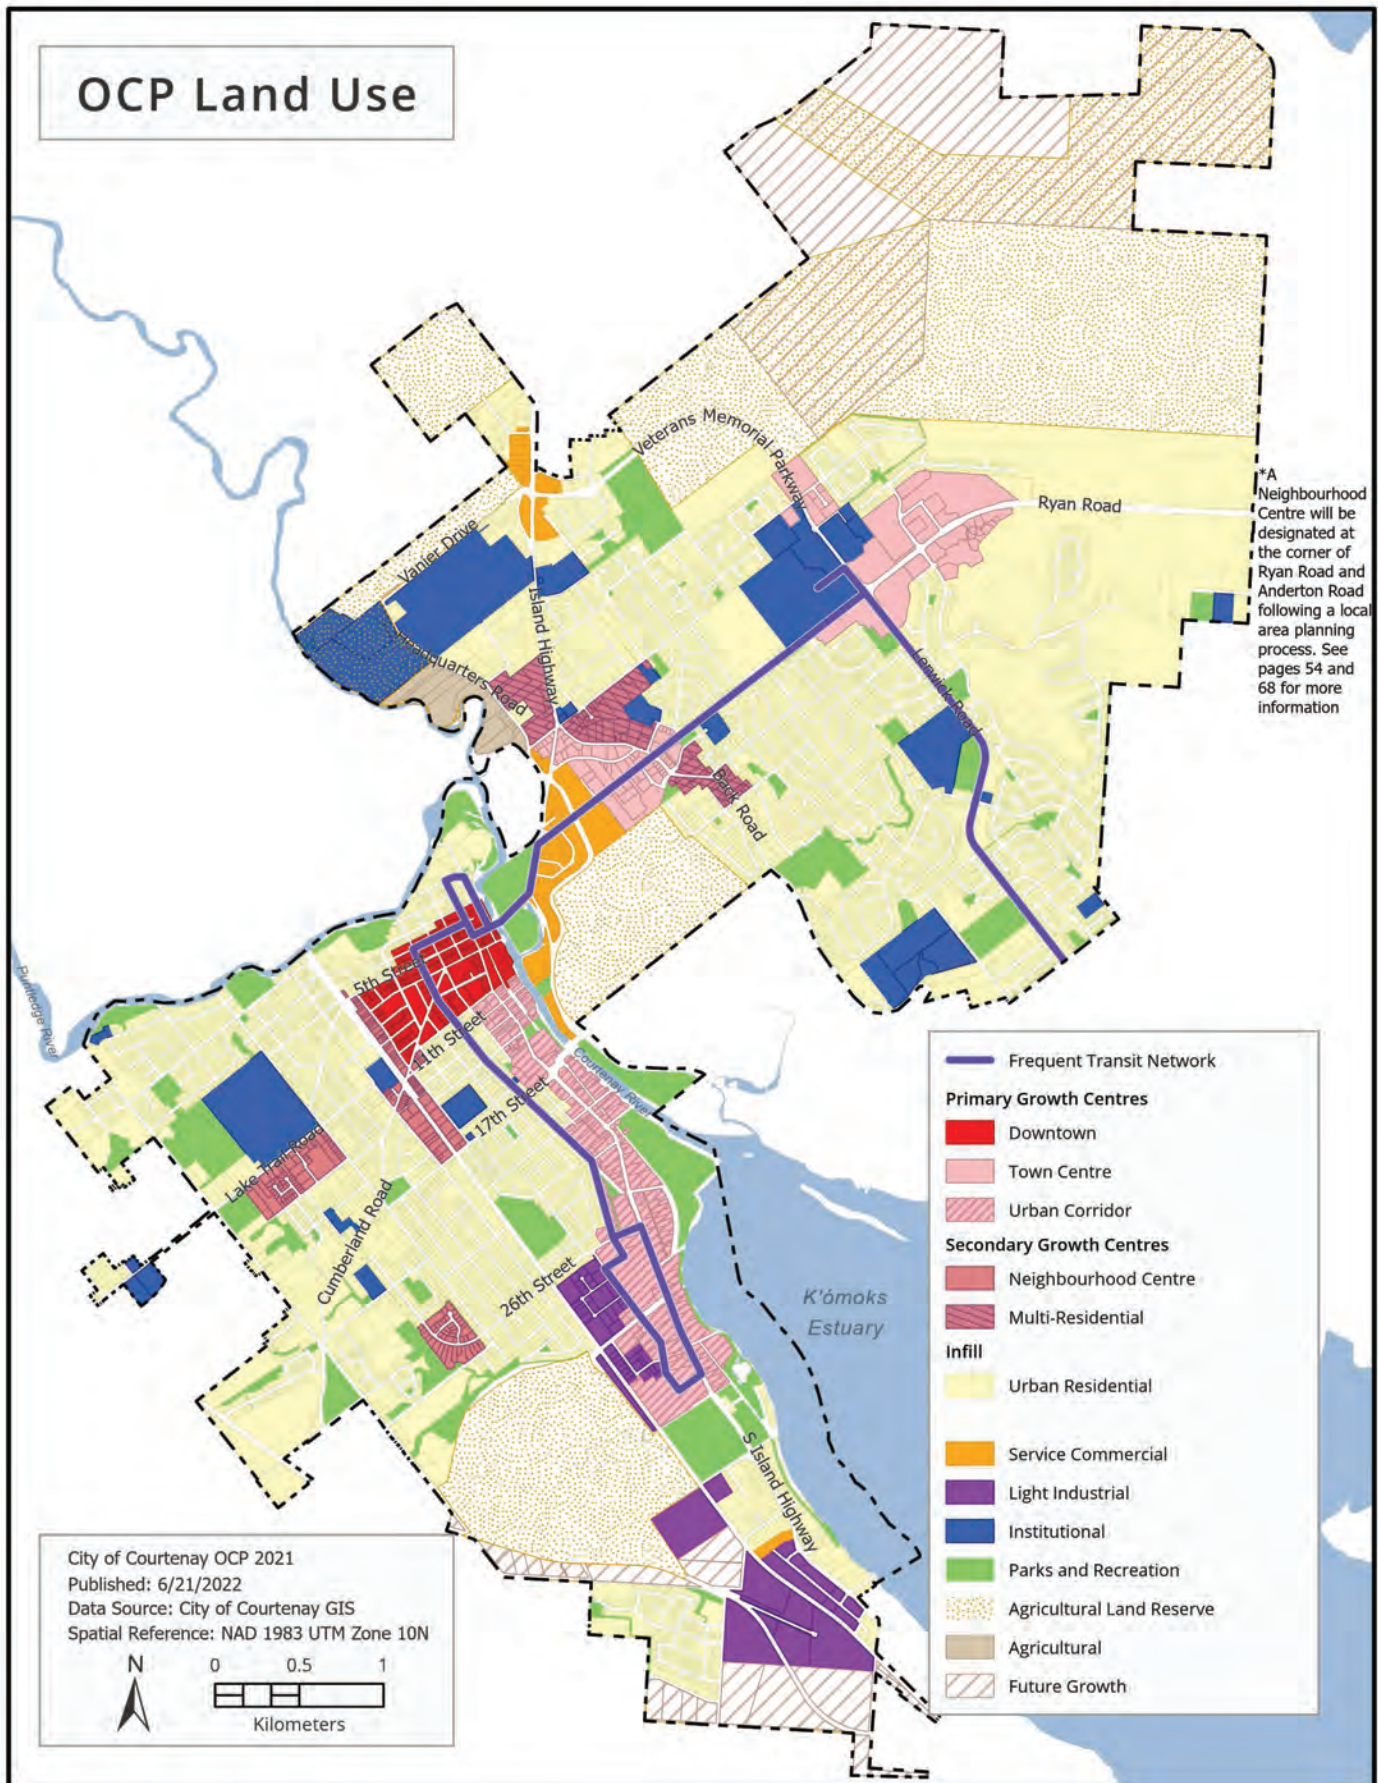 OCP Land Use
Veterans Memorial Parkway
Ryan Road
*A
Neighbourhood
Centre will be
designated at
the corner of
Ryan Road and
Anderton Road
following a local
area planning
process. See
pages 54 and
68 for more
information
Vanier Drive
Island Highway
Headquarters Road
Lerwick Road
Back Road
5th Street
11th Street
17th Street
Puntledge River
Courtenay River
Lake Trail Road
Cumberland Road
26th Street
K'ómoks
Estuary
S Island Highway
Frequent Transit Network
Primary Growth Centres
Downtown
Town Centre
Urban Corridor
Secondary Growth Centres
Neighbourhood Centre
Multi-Residential
Infill
Urban Residential
Service Commercial
Light Industrial
Institutional
Parks and Recreation
Agricultural Land Reserve
Agricultural
Future Growth
City of Courtenay OCP 2021
Published: 6/21/2022
Data Source: City of Courtenay GIS
Spatial Reference: NAD 1983 UTM Zone 10N
N
0 0.5 1
Kilometers